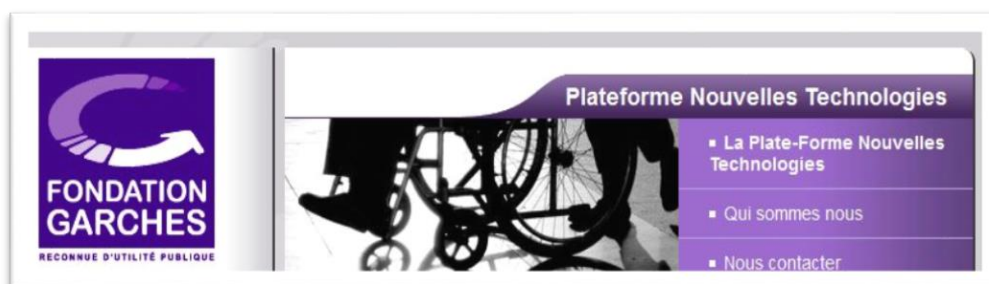 Plateforme Nouvelles Technologies
FONDATION
GARCHES
RECONNUE D'UTILITÉ PUBLIQUE
▪ La Plate-Forme Nouvelles
Technologies
▪ Qui sommes nous
▪ Nous contacter